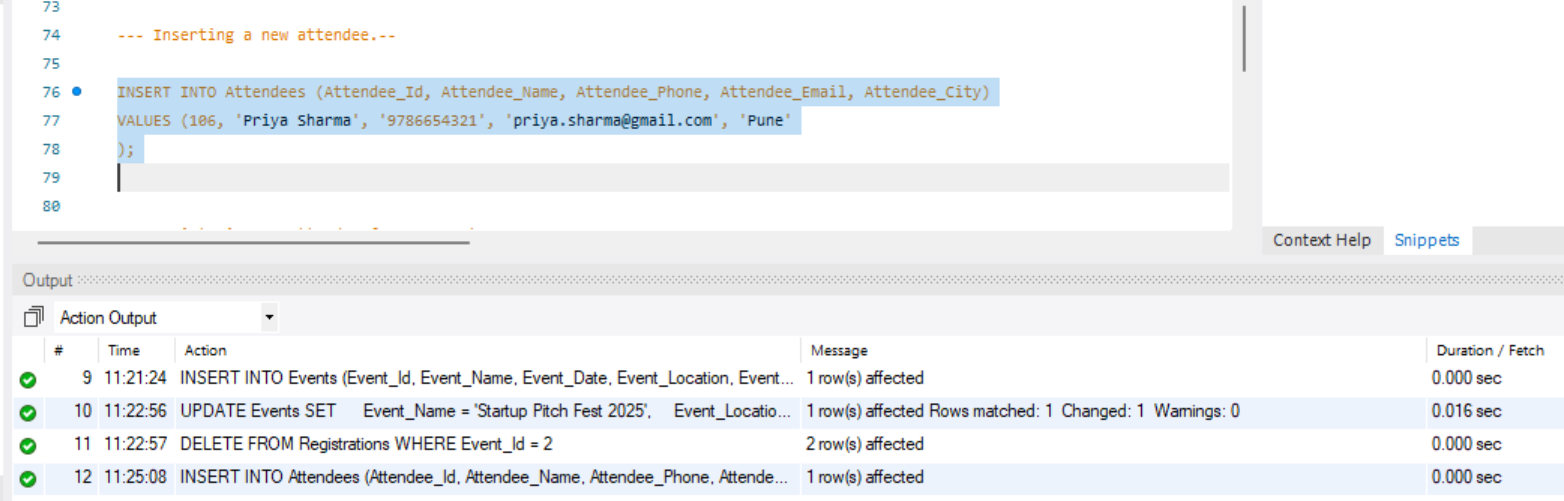 73
74 --- Inserting a new attendee.--
75
76 INSERT INTO Attendees (Attendee_Id, Attendee_Name, Attendee_Phone, Attendee_Email, Attendee_City)
77 VALUES (106, 'Priya Sharma', '9786654321', 'priya.sharma@gmail.com', 'Pune'
78 );
79
80
Context Help Snippets
Output
Action Output
# Time Action Message Duration / Fetch
9 11:21:24 INSERT INTO Events (Event_Id, Event_Name, Event_Date, Event_Location, Event... 1 row(s) affected 0.000 sec
10 11:22:56 UPDATE Events SET Event_Name = 'Startup Pitch Fest 2025', Event_Locatio... 1 row(s) affected Rows matched: 1 Changed: 1 Warnings: 0 0.016 sec
11 11:22:57 DELETE FROM Registrations WHERE Event_Id = 2 2 row(s) affected 0.000 sec
12 11:25:08 INSERT INTO Attendees (Attendee_Id, Attendee_Name, Attendee_Phone, Attende... 1 row(s) affected 0.000 sec